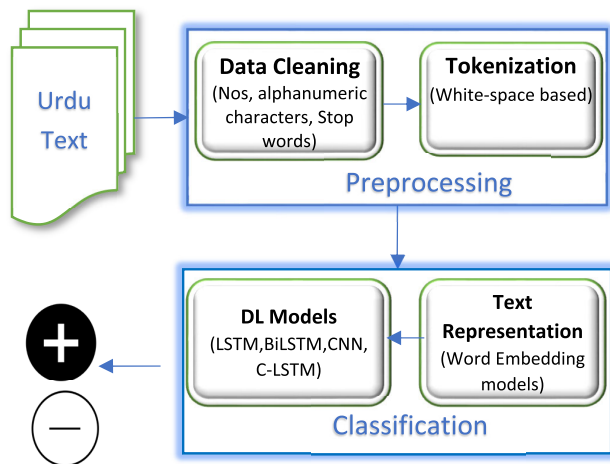 Urdu
Text
Data Cleaning
(Nos, alphanumeric
characters, Stop
words)
Tokenization
(White-space based)
Preprocessing
DL Models
(LSTM,BiLSTM,CNN,
C-LSTM)
Text
Representation
(Word Embedding
models)
Classification